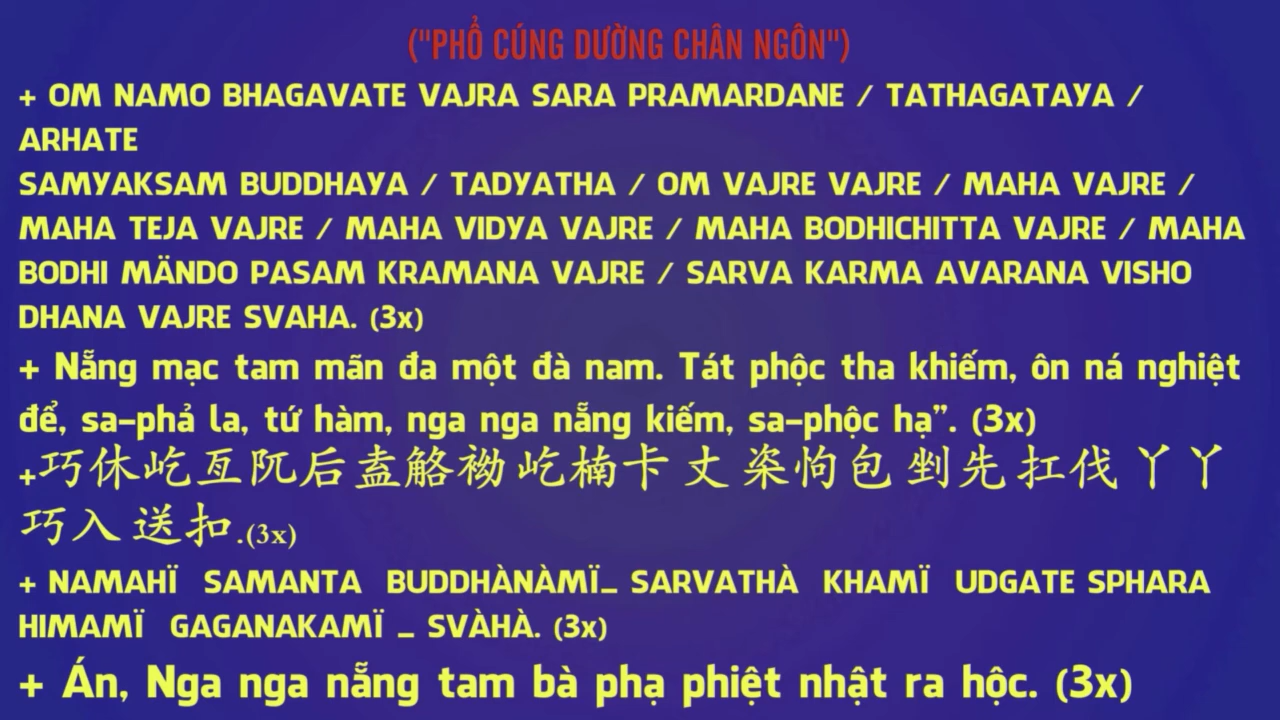 ("PHỔ CÚNG DƯỜNG CHÂN NGÔN")
+ OM NAMO BHAGAVATE VAJRA SARA PRAMARDANE / TATHAGATAYA /
ARHATE
SAMYAKSAM BUDDHAYA / TADYATHA / OM VAJRE VAJRE / MAHA VAJRE /
MAHA TEJA VAJRE / MAHA VIDYA VAJRE / MAHA BODHICHITTA VAJRE / MAHA
BODHI MÄNDO PASAM KRAMANA VAJRE / SARVA KARMA AVARANA VISHO
DHANA VAJRE SVAHA. (3x)
+ Nẵng mạc tam mãn đa một đà nam. Tát phộc tha khiếm, ôn ná nghiệt
để, sa-phả la, tứ hàm, nga nga nẵng kiếm, sa-phộc hạ”. (3x)
+巧休屹亙阢后盍觡袎屹楠卡丈楶怐包剉先扛伐丫丫
巧入送扣.(3x)
+ NAMAHÏ SAMANTA BUDDHÀNÀMÏ_ SARVATHÀ KHAMÏ UDGATE SPHARA
HIMAMÏ GAGANAKAMÏ _ SVÀHÀ. (3x)
+ Án, Nga nga nẵng tam bà phạ phiệt nhật ra hộc. (3x)